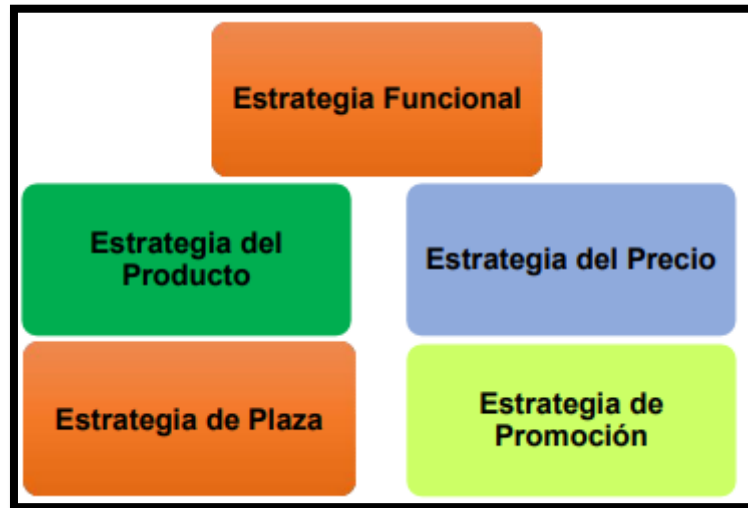 Estrategia Funcional
Estrategia del
Producto
Estrategia del Precio
Estrategia de Plaza
Estrategia de
Promoción